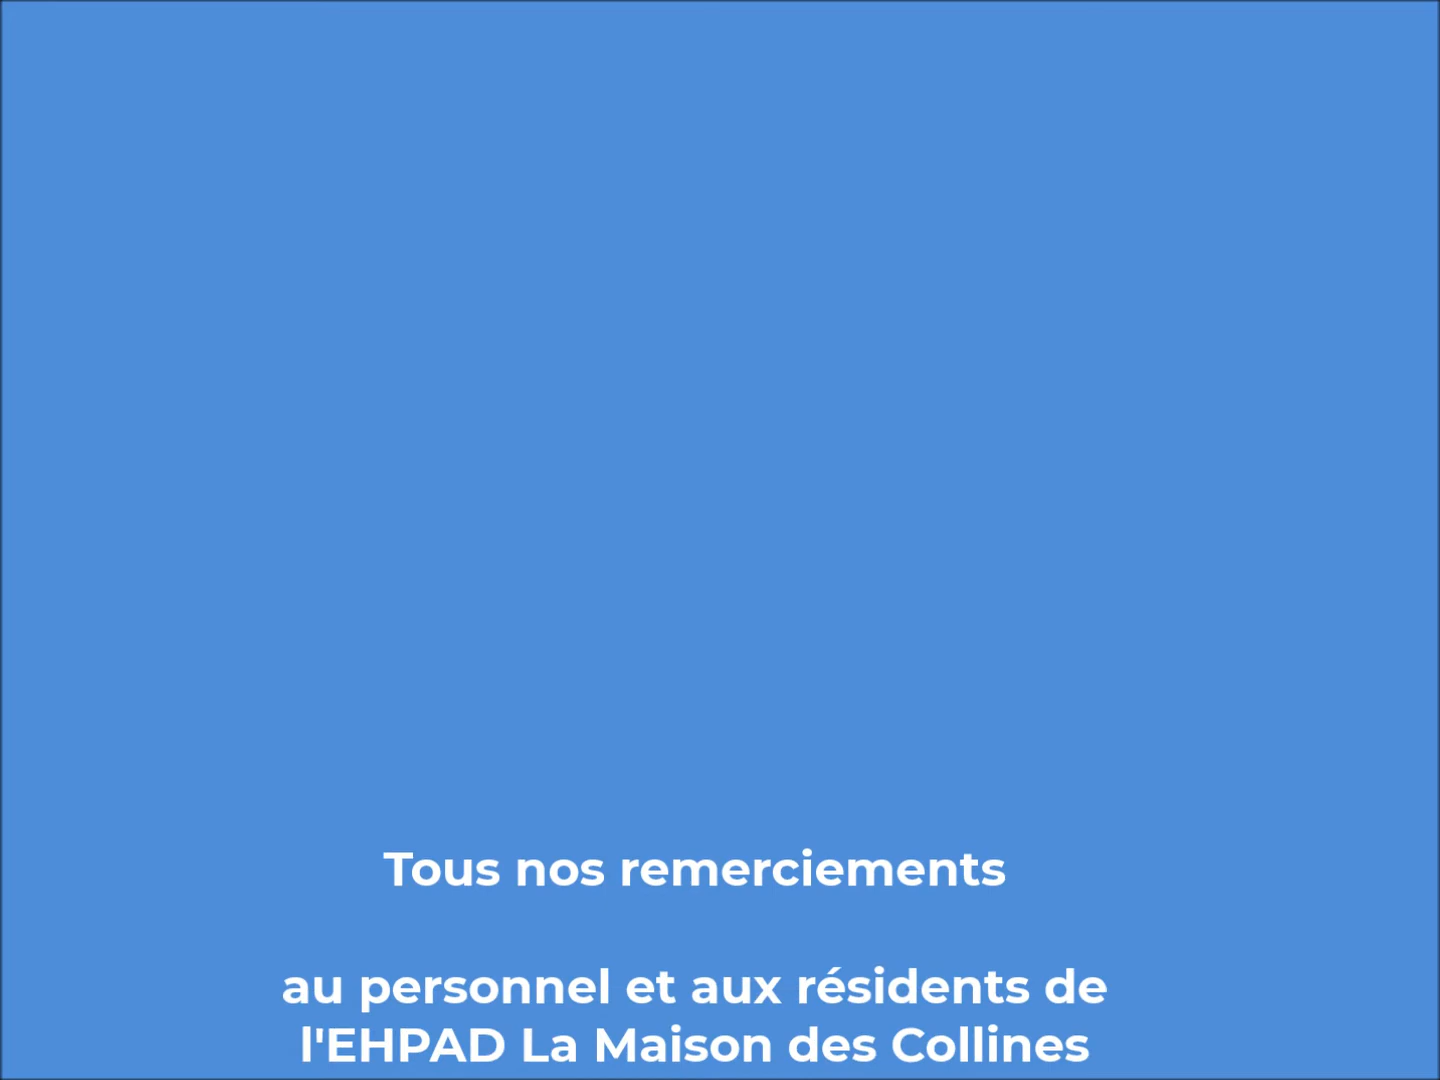 Tous nos remerciements
au personnel et aux résidents de
l'EHPAD La Maison des Collines